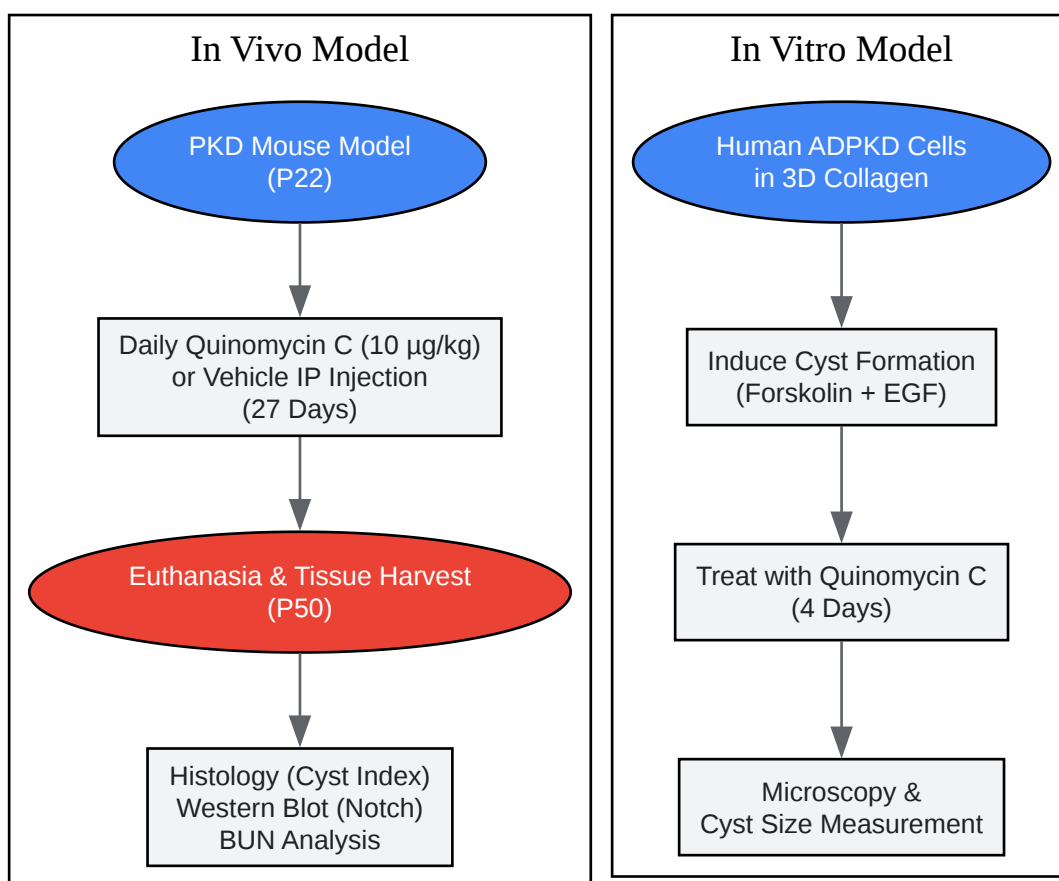 In Vivo Model
PKD Mouse Model
(P22)
Daily Quinomycin C (10 µg/kg)
or Vehicle IP Injection
(27 Days)
Euthanasia & Tissue Harvest
(P50)
Histology (Cyst Index)
Western Blot (Notch)
BUN Analysis
In Vitro Model
Human ADPKD Cells
in 3D Collagen
Induce Cyst Formation
(Forskolin + EGF)
Treat with Quinomycin C
(4 Days)
Microscopy &
Cyst Size Measurement